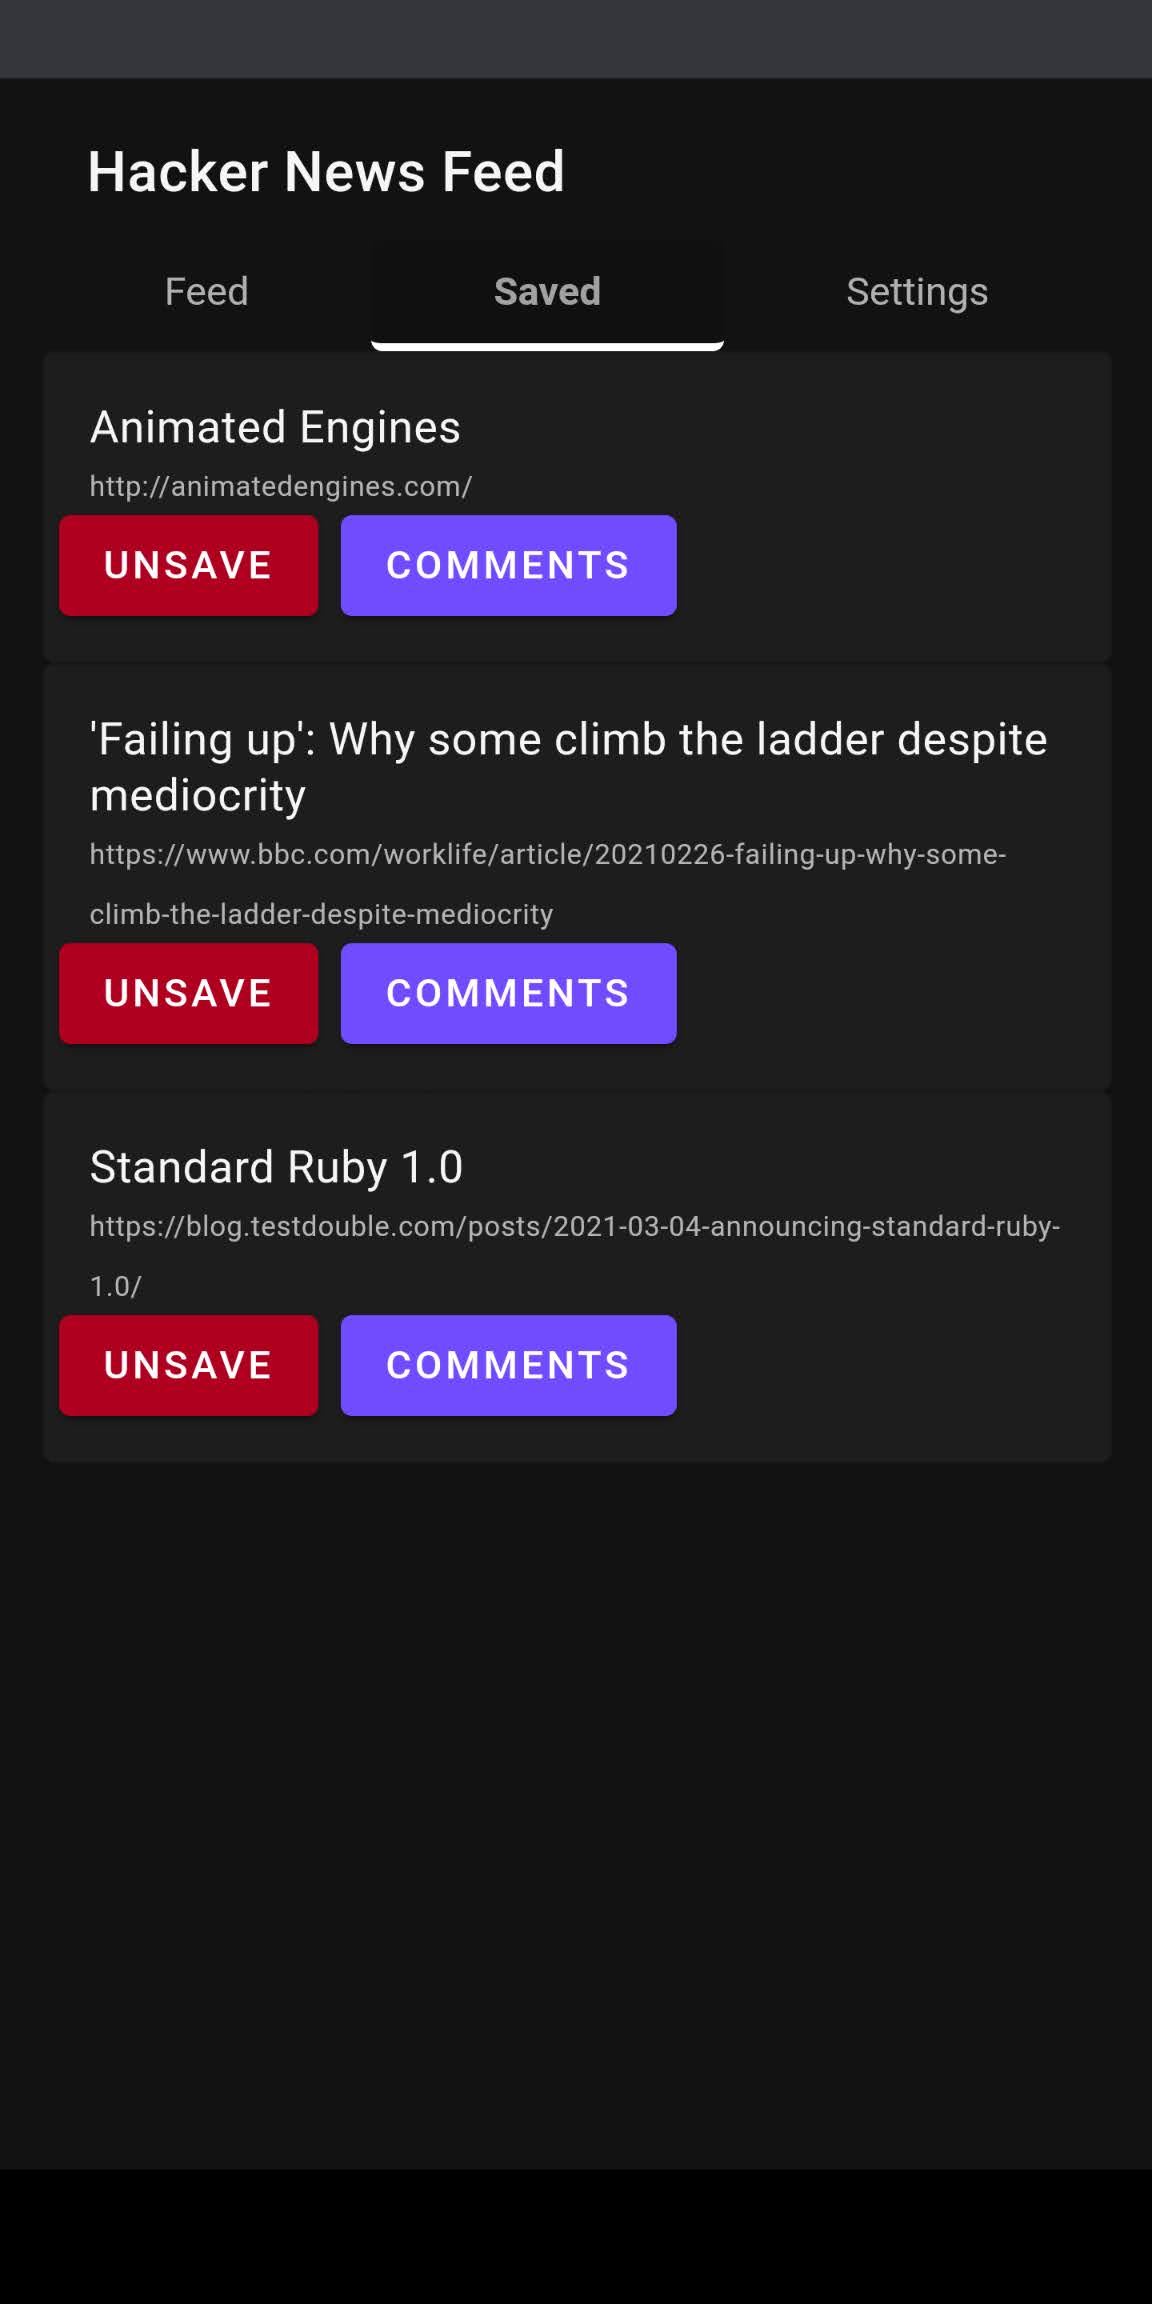 Hacker News Feed
Feed Saved Settings
Animated Engines
http://animatedengines.com/
UNSAVE COMMENTS
'Failing up': Why some climb the ladder despite
mediocrity
https://www.bbc.com/worklife/article/20210226-failing-up-why-some-
climb-the-ladder-despite-mediocrity
UNSAVE COMMENTS
Standard Ruby 1.0
https://blog.testdouble.com/posts/2021-03-04-announcing-standard-ruby-
1.0/
UNSAVE COMMENTS